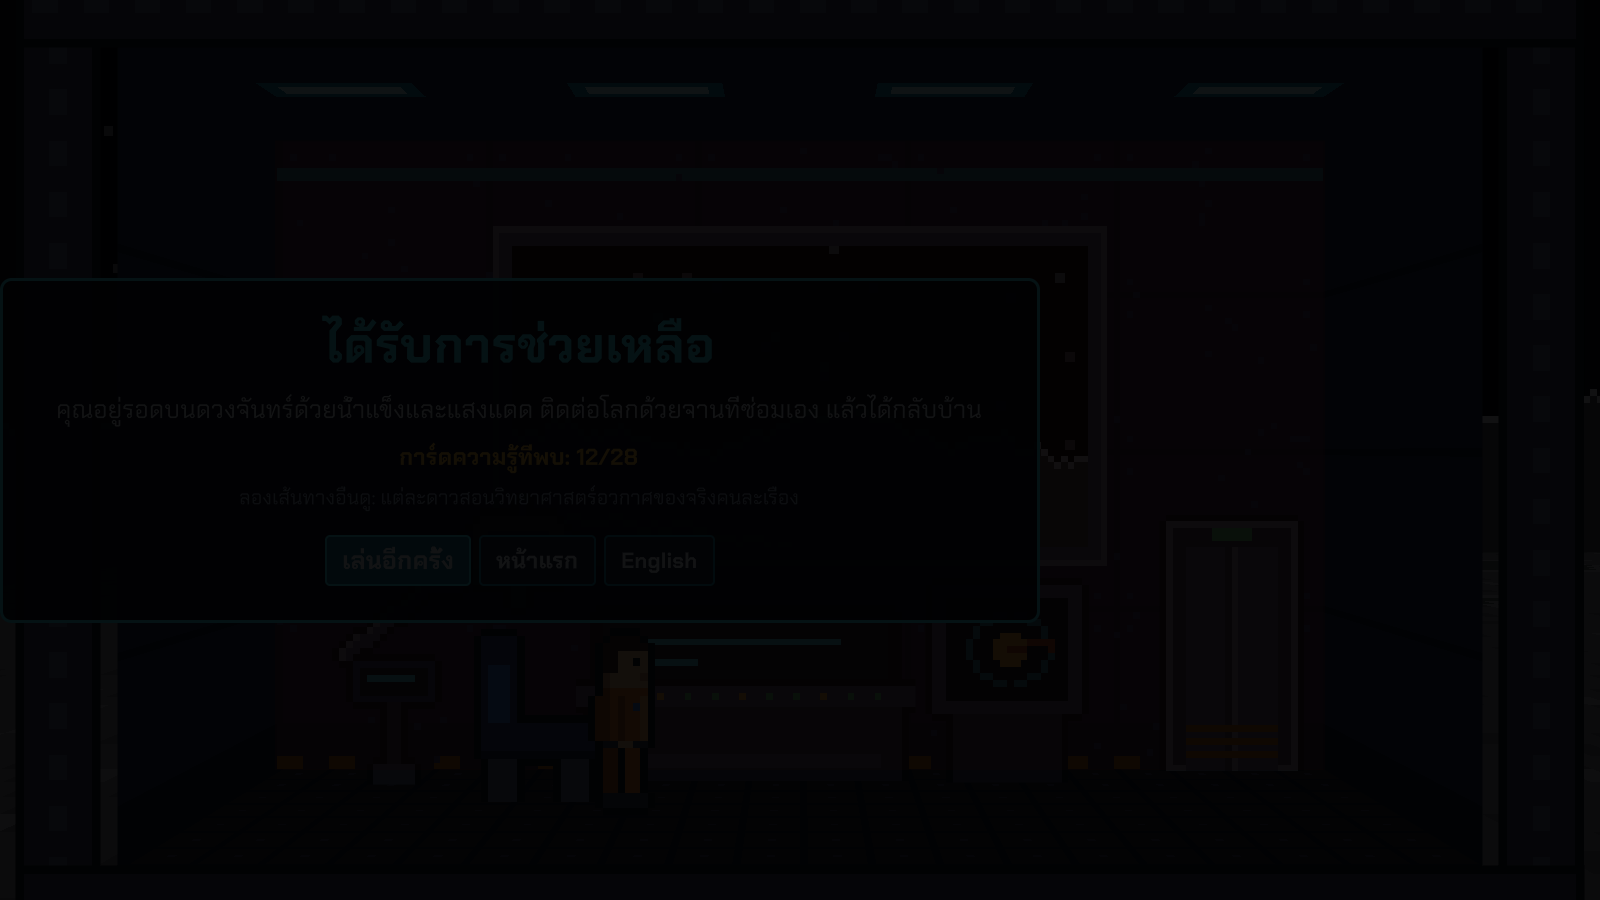 ได้รับการช่วยเหลือ
คุณอยู่รอดบนดวงจันทร์ด้วยน้ำแข็งและแสงแดด ติดต่อโลกด้วยจานที่ซ่อมเอง แล้วได้กลับบ้าน
การ์ดความรู้ที่พบ: 12/28
ลองเส้นทางอื่นดู: แต่ละดาวสอนวิทยาศาสตร์อวกาศของจริงคนละเรื่อง
เล่นอีกครั้ง
หน้าแรก
English